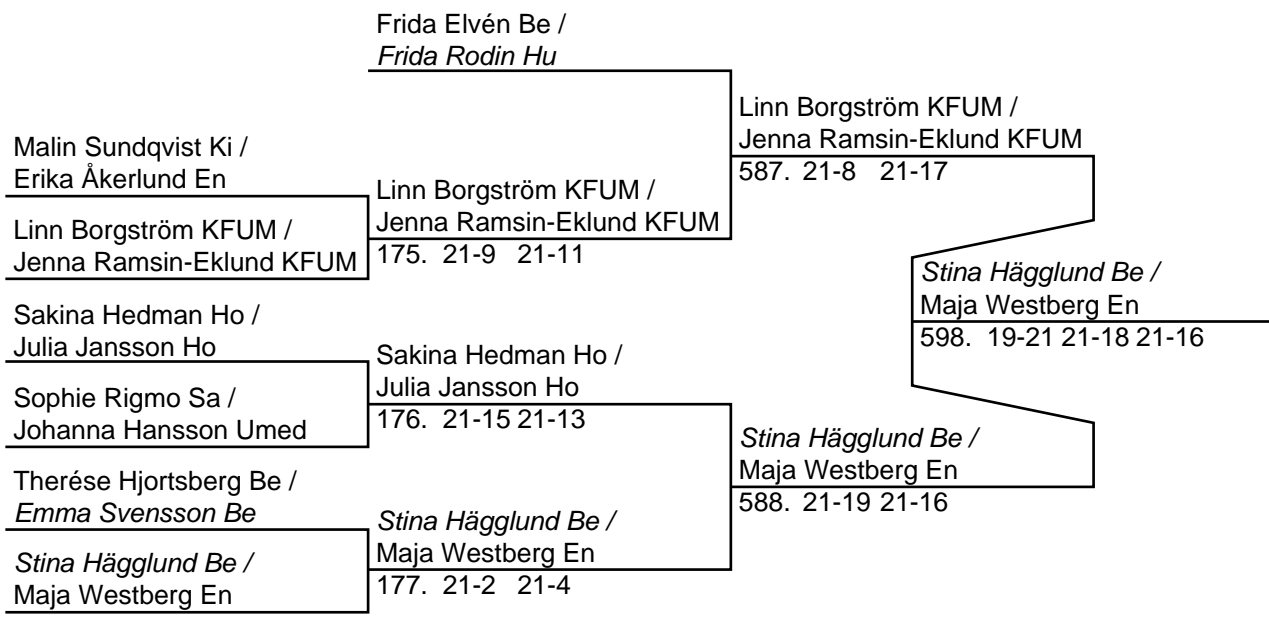 Frida Elvén Be /
Frida Rodin Hu
Linn Borgström KFUM /
Jenna Ramsin-Eklund KFUM
587. 21-8 21-17
Malin Sundqvist Ki /
Erika Åkerlund En
Linn Borgström KFUM /
Jenna Ramsin-Eklund KFUM
175. 21-9 21-11
Linn Borgström KFUM /
Jenna Ramsin-Eklund KFUM
Stina Hägglund Be /
Maja Westberg En
598. 19-21 21-18 21-16
Sakina Hedman Ho /
Julia Jansson Ho
Sakina Hedman Ho /
Julia Jansson Ho
176. 21-15 21-13
Sophie Rigmo Sa /
Johanna Hansson Umed
Stina Hägglund Be /
Maja Westberg En
588. 21-19 21-16
Therése Hjortsberg Be /
Emma Svensson Be
Stina Hägglund Be /
Maja Westberg En
177. 21-2 21-4
Stina Hägglund Be /
Maja Westberg En